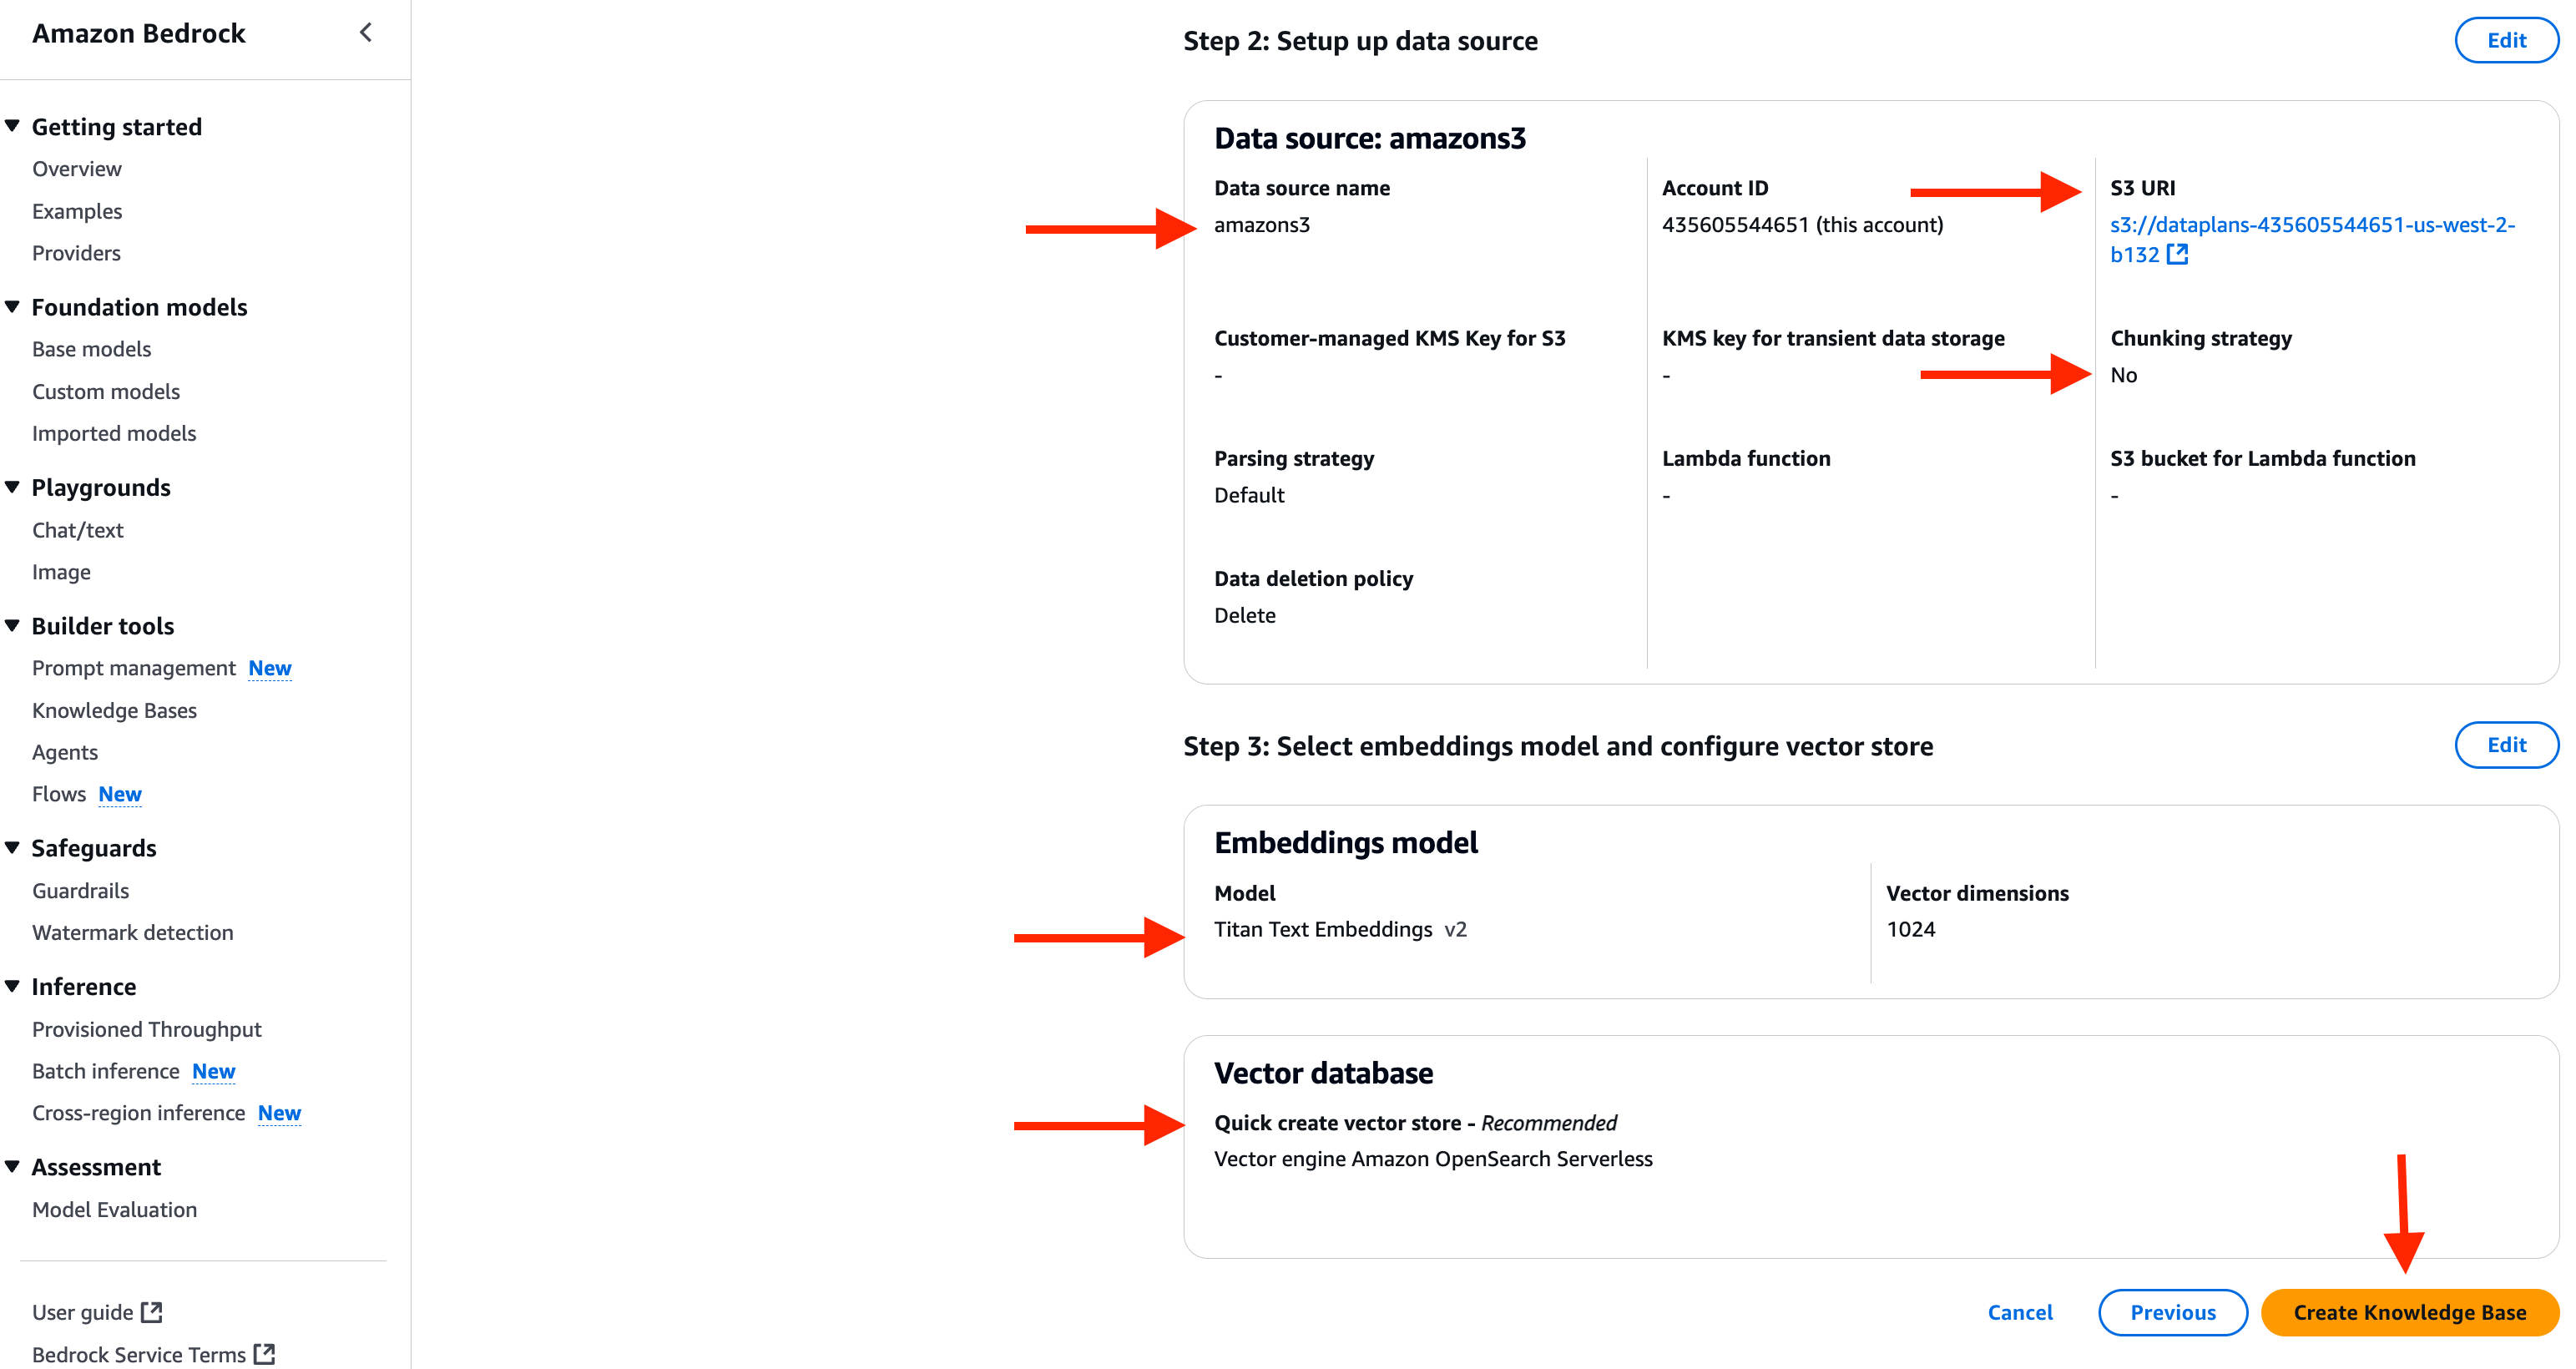 Amazon Bedrock
Getting started
Overview
Examples
Providers
Foundation models
Base models
Custom models
Imported models
Playgrounds
Chat/text
Image
Builder tools
Prompt management New
Knowledge Bases
Agents
Flows New
Safeguards
Guardrails
Watermark detection
Inference
Provisioned Throughput
Batch inference New
Cross-region inference New
Assessment
Model Evaluation
User guide
Bedrock Service Terms
Step 2: Setup up data source
Edit
Data source: amazons3
Data source name
amazons3
Account ID
435605544651 (this account)
S3 URI
s3://dataplans-435605544651-us-west-2-
b132
Customer-managed KMS Key for S3
-
KMS key for transient data storage
-
Chunking strategy
No
Parsing strategy
Default
Lambda function
-
S3 bucket for Lambda function
-
Data deletion policy
Delete
Step 3: Select embeddings model and configure vector store
Edit
Embeddings model
Model
Titan Text Embeddings v2
Vector dimensions
1024
Vector database
Quick create vector store - Recommended
Vector engine Amazon OpenSearch Serverless
Cancel
Previous
Create Knowledge Base